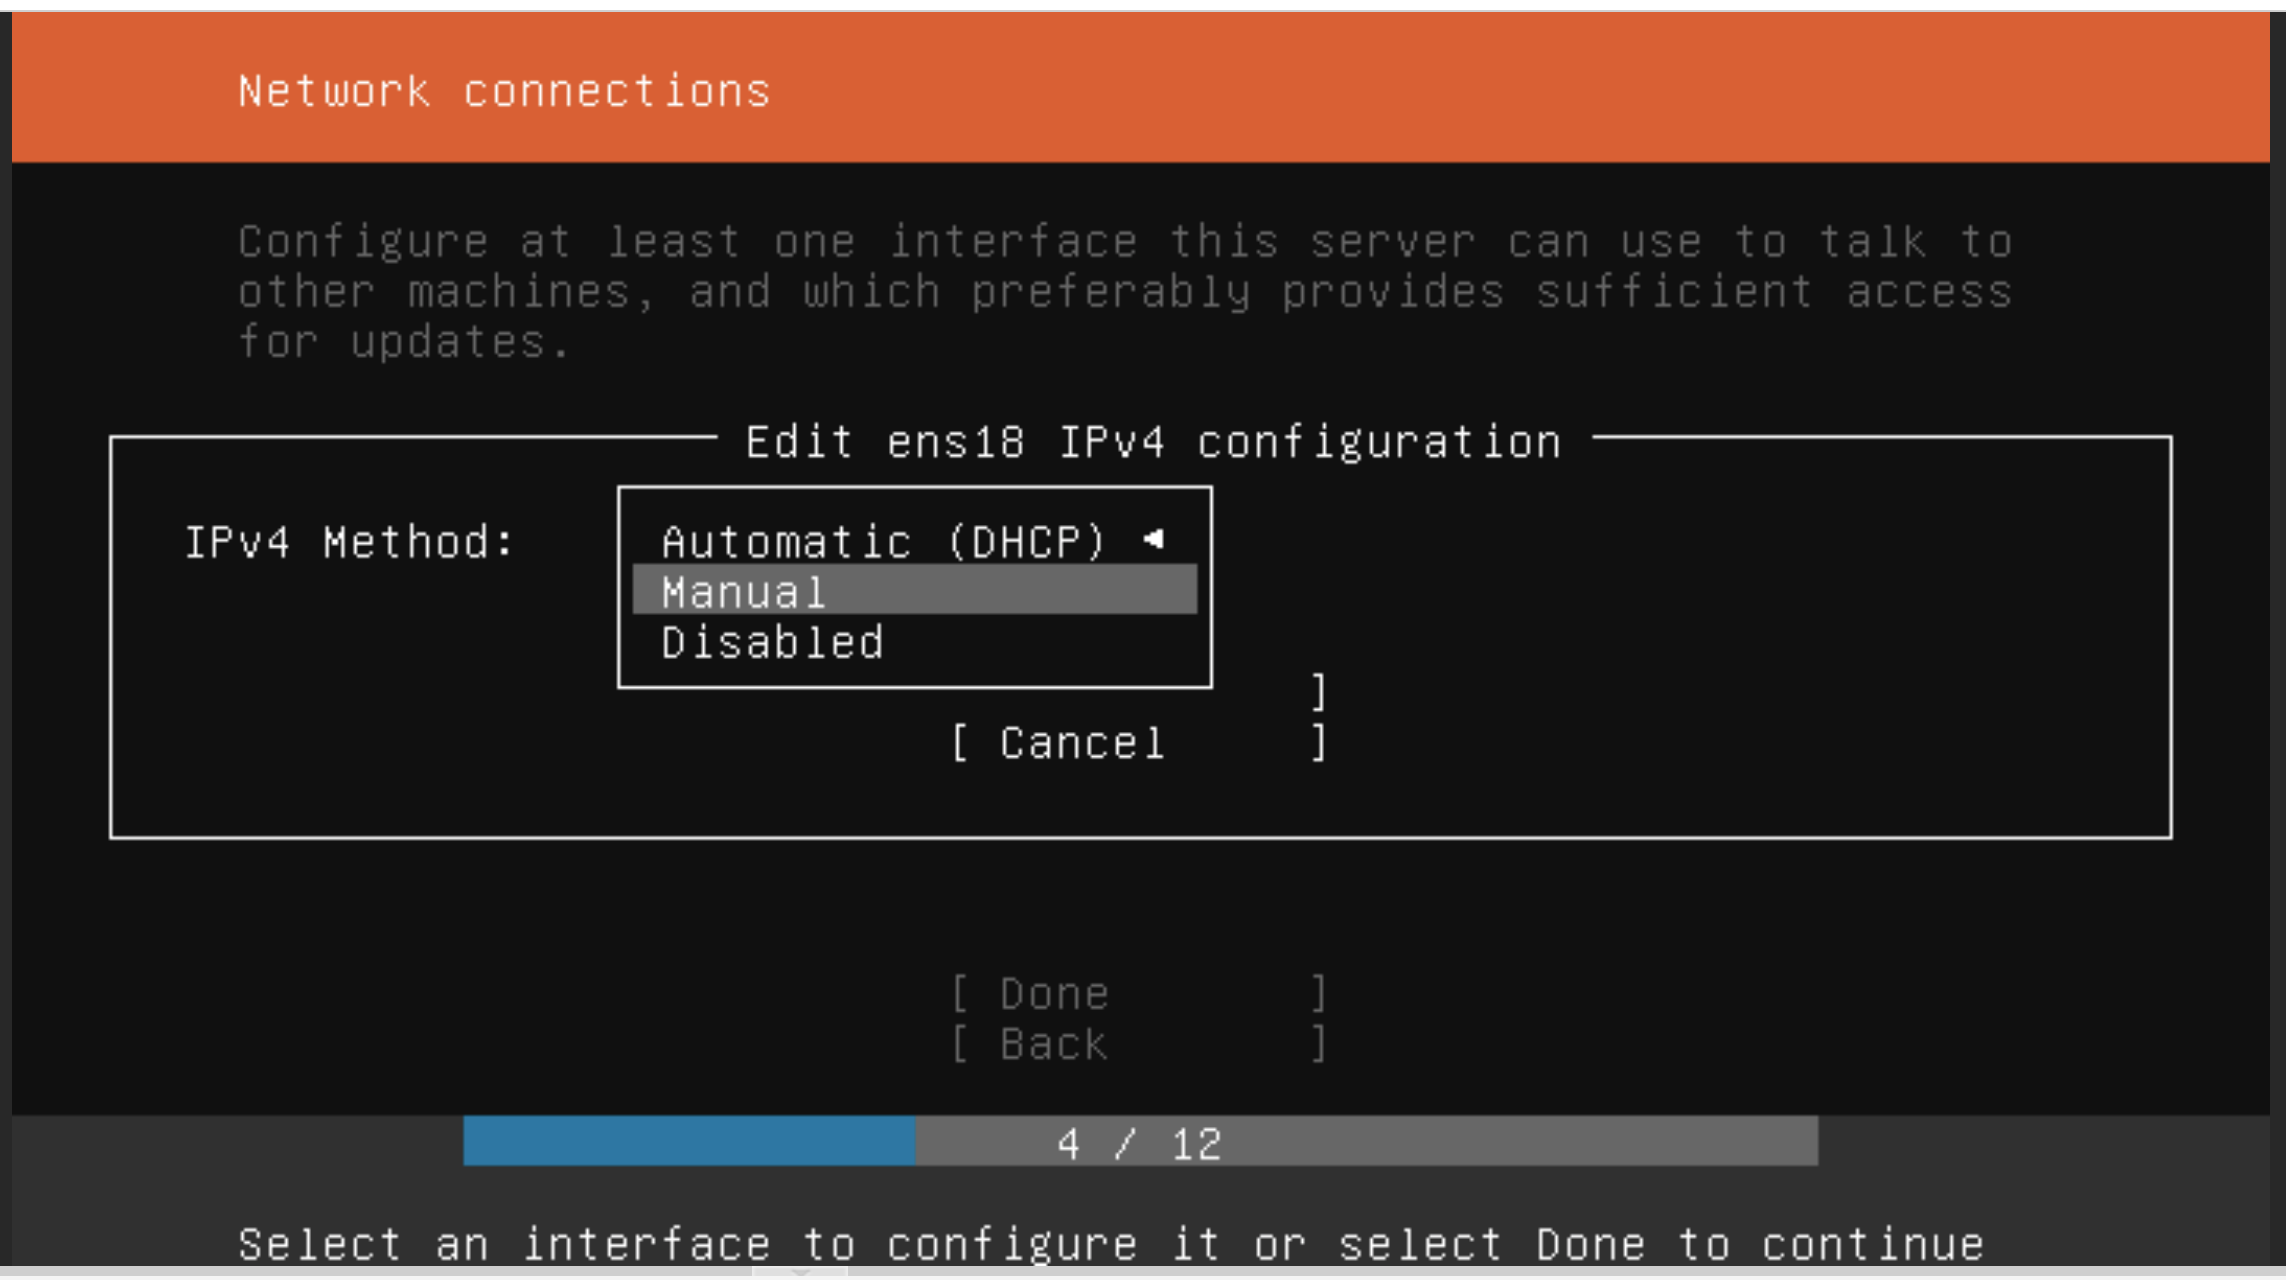 Network connections
Configure at least one interface this server can use to talk to
other machines, and which preferably provides sufficient access
for updates.
Edit ens18 IPv4 configuration
IPv4 Method: Automatic (DHCP) ◂
Manual
Disabled
]
[ Cancel ]
[ Done ]
[ Back ]
4 / 12
Select an interface to configure it or select Done to continue